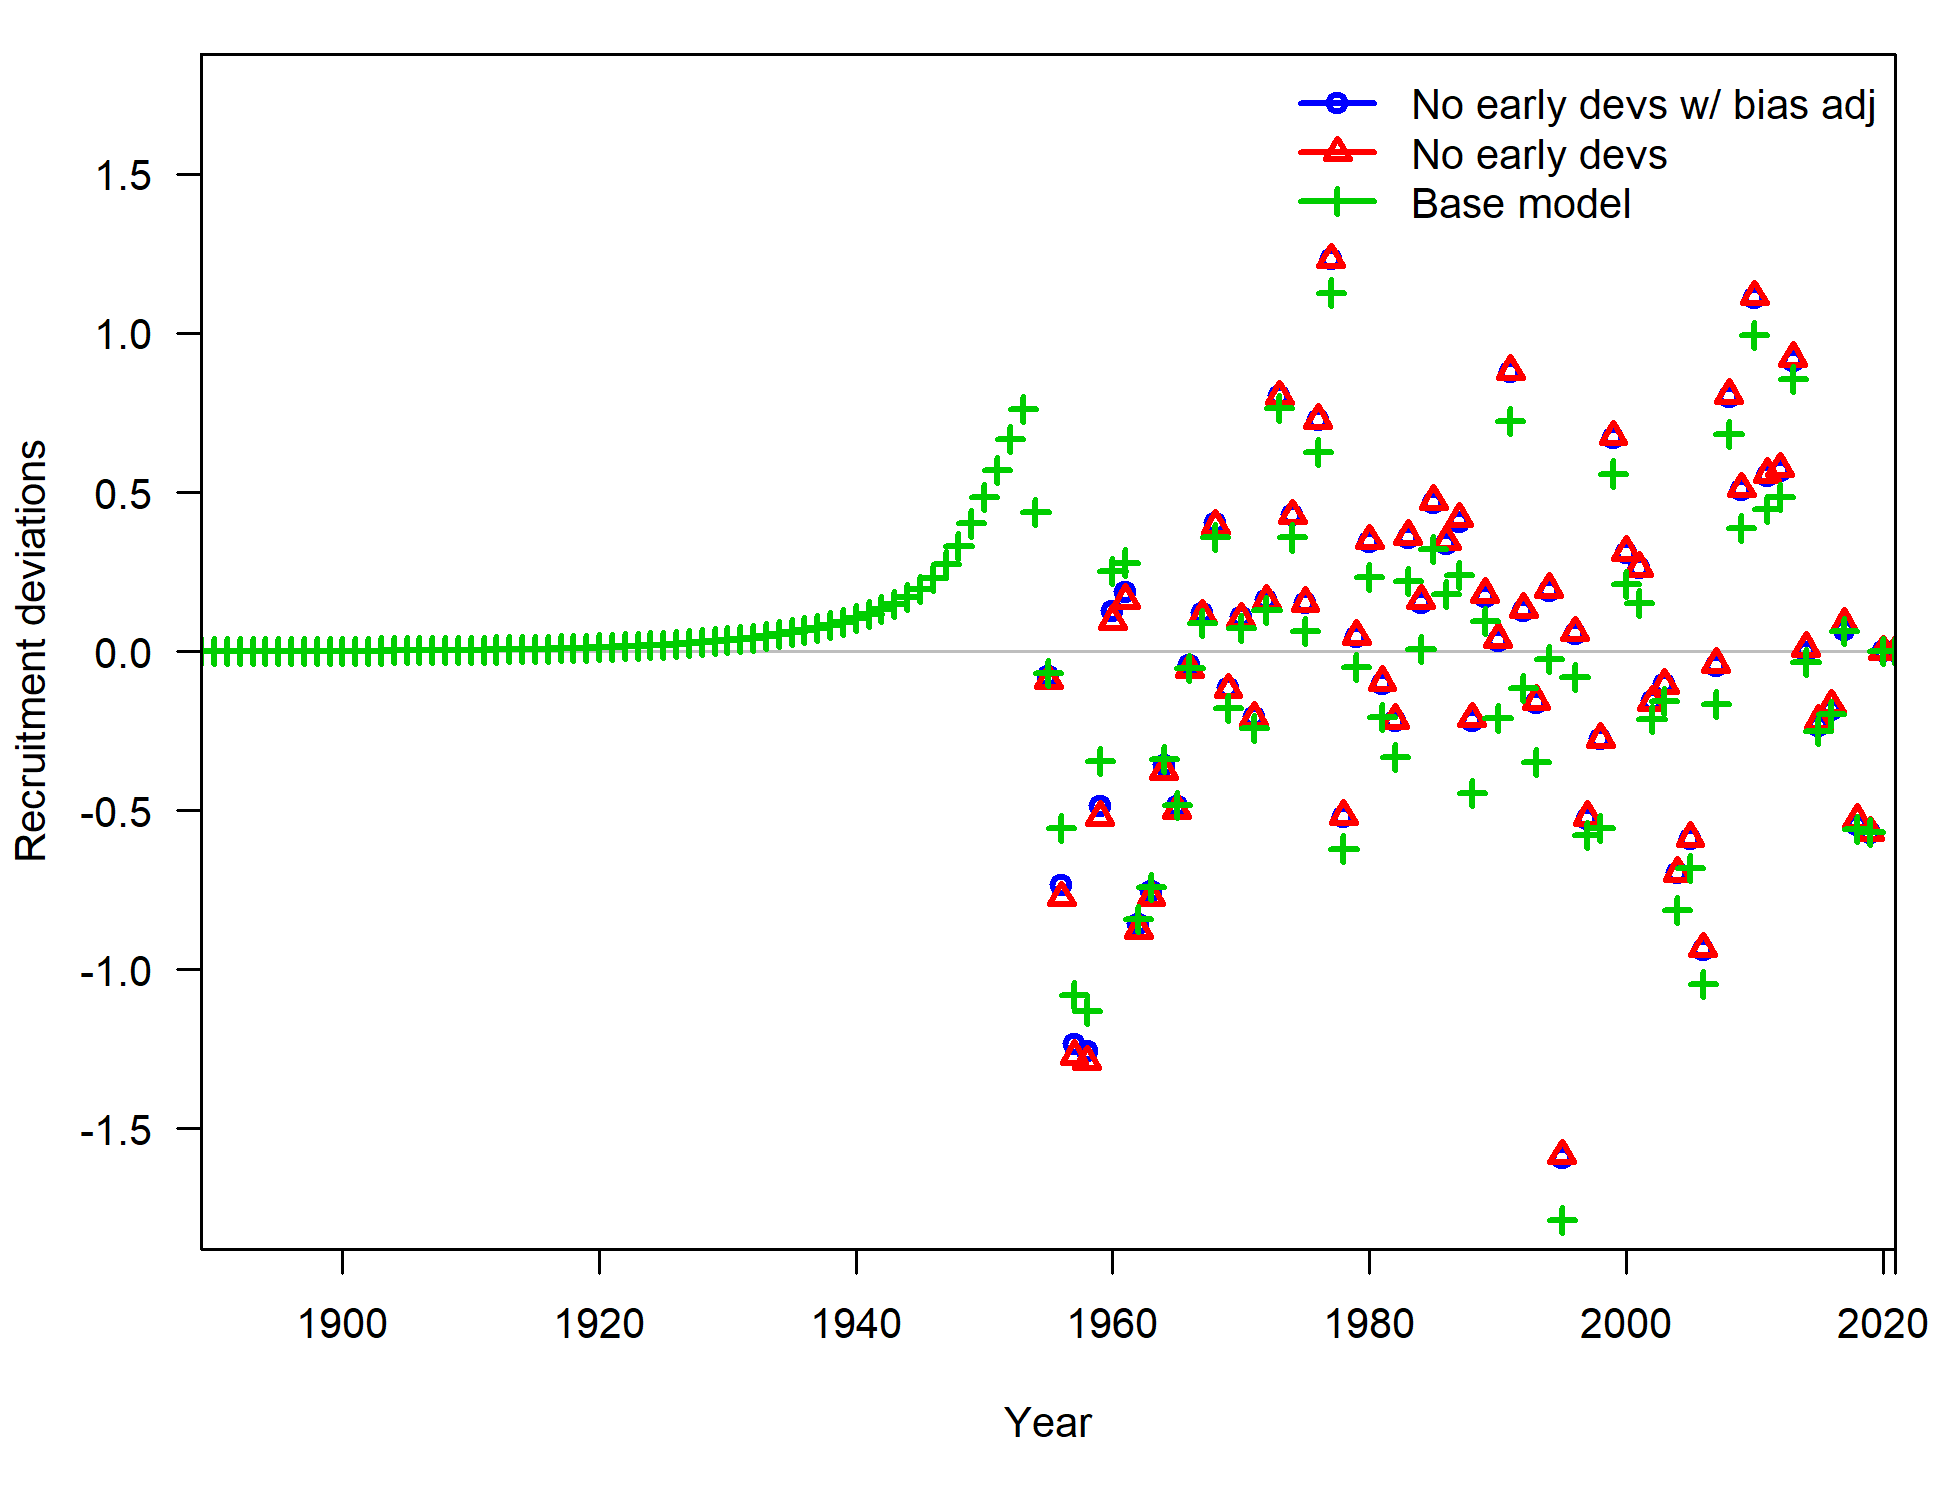 No early devs w/ bias adj
No early devs
Base model
1.5
1.0
0.5
0.0
-0.5
-1.0
-1.5
Recruitment deviations
1900 1920 1940 1960 1980 2000 2020
Year